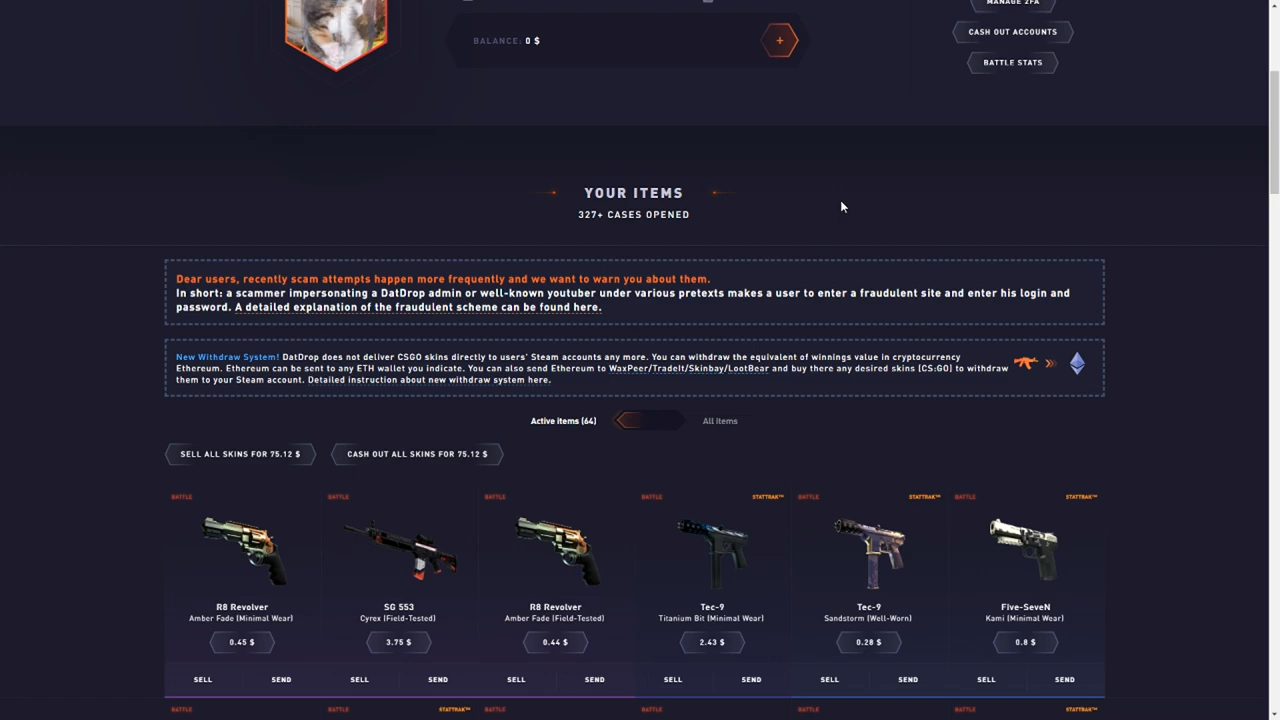 MANAGE 2FA
CASH OUT ACCOUNTS
BATTLE STATS
BALANCE: 0 $
+
YOUR ITEMS
327+ CASES OPENED
Dear users, recently scam attempts happen more frequently and we want to warn you about them.
In short: a scammer impersonating a DatDrop admin or well-known youtuber under various pretexts makes a user to enter a fraudulent site and enter his login and
password. A detailed explanation of the fraudulent scheme can be found here.
New Withdraw System! DatDrop does not deliver CSGO skins directly to users' Steam accounts any more. You can withdraw the equivalent of winnings value in cryptocurrency
Ethereum. Ethereum can be sent to any ETH wallet you indicate. You can also send Ethereum to WaxPeer/TradeIt/Skinbay/LootBear and buy there any desired skins (CS:GO) to withdraw
them to your Steam account. Detailed instruction about new withdraw system here.
Active items (64) All items
SELL ALL SKINS FOR 75.12 $ CASH OUT ALL SKINS FOR 75.12 $
BATTLE BATTLE BATTLE BATTLE STATTRAK™ BATTLE STATTRAK™ BATTLE STATTRAK™
R8 Revolver SG 553 R8 Revolver Tec-9 Tec-9 Five-SeveN
Amber Fade (Minimal Wear) Cyrex (Field-Tested) Amber Fade (Field-Tested) Titanium Bit (Minimal Wear) Sandstorm (Well-Worn) Kami (Minimal Wear)
0.45 $ 3.75 $ 0.44 $ 2.43 $ 0.28 $ 0.8 $
SELL SEND SELL SEND SELL SEND SELL SEND SELL SEND SELL SEND
BATTLE BATTLE STATTRAK™ BATTLE BATTLE BATTLE BATTLE STATTRAK™